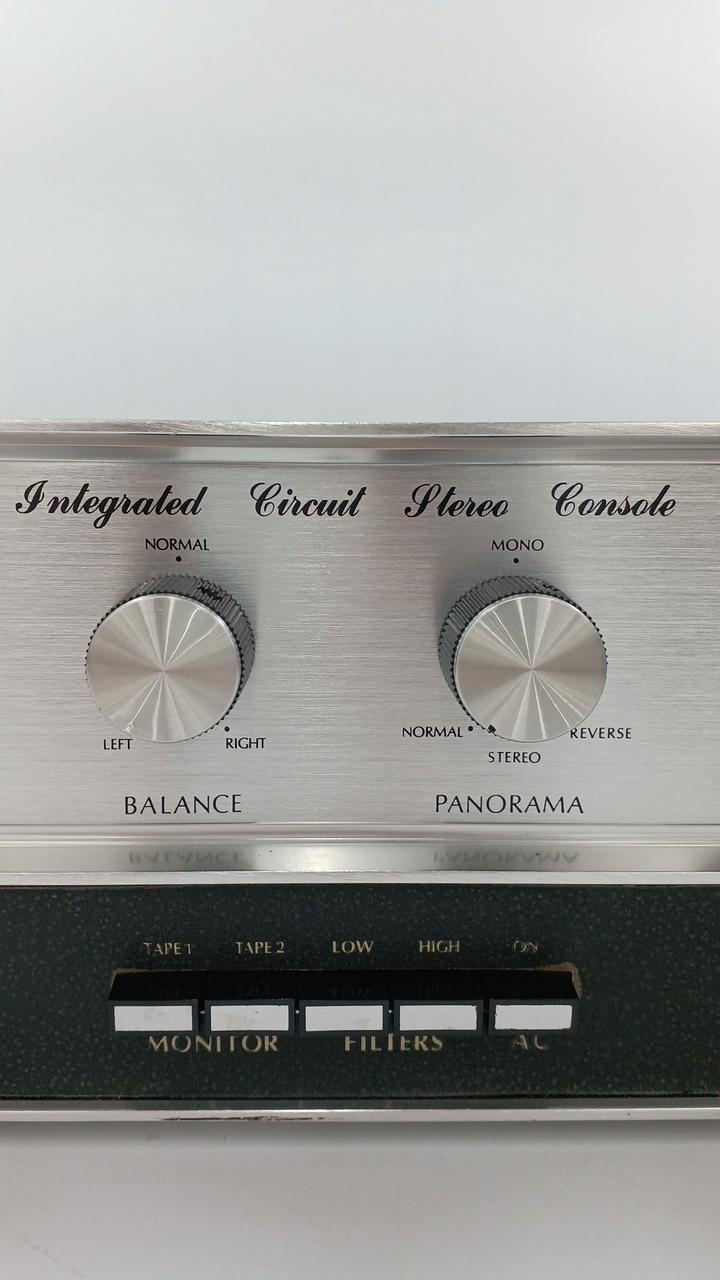 Integrated Circuit Stereo Console
NORMAL
MONO
LEFT
RIGHT
NORMAL
STEREO
REVERSE
BALANCE
PANORAMA
TAPE 1
TAPE 2
LOW
HIGH
ON
MONITOR
FILTERS
AC